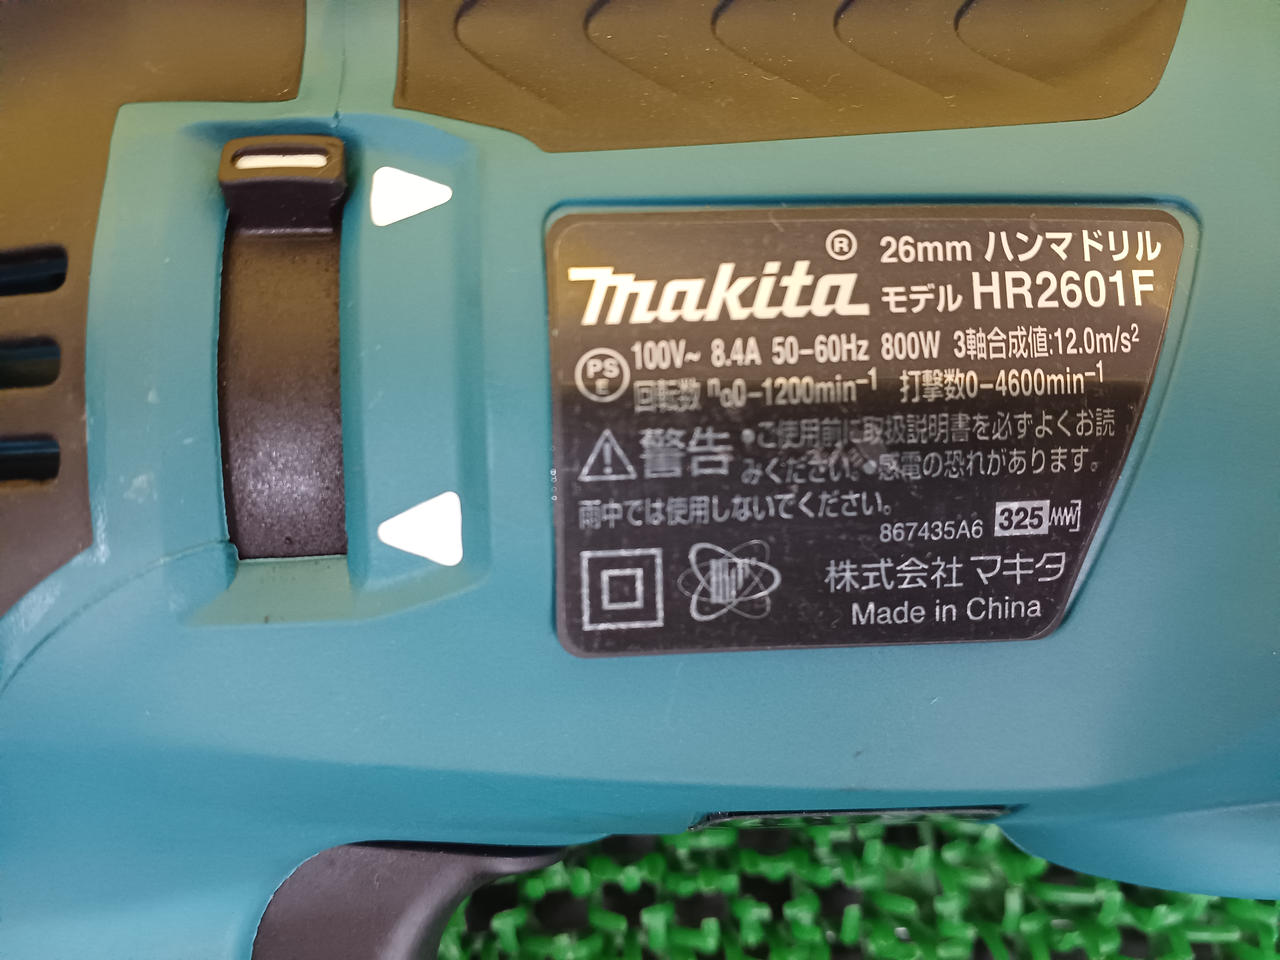 makita® 26mm ハンマドリル
モデル HR2601F
PS E 100V~ 8.4A 50-60Hz 800W 3軸合成値:12.0m/s²
回転数 n₀0-1200min⁻¹ 打撃数0-4600min⁻¹
警告 •ご使用前に取扱説明書を必ずよくお読
みください。•感電の恐れがあります。
雨中では使用しないでください。
867435A6 325
株式会社 マキタ
Made in China